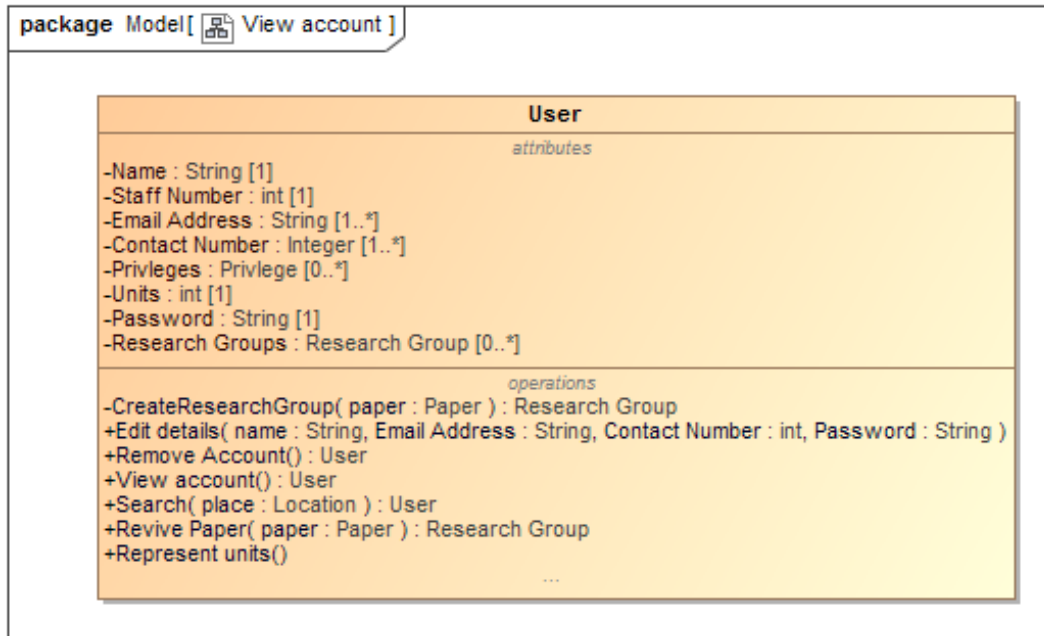 package Model[ View account ]
User
attributes
-Name : String [1]
-Staff Number : int [1]
-Email Address : String [1..*]
-Contact Number : Integer [1..*]
-Privleges : Privlege [0..*]
-Units : int [1]
-Password : String [1]
-Research Groups : Research Group [0..*]
operations
-CreateResearchGroup( paper : Paper ) : Research Group
+Edit details( name : String, Email Address : String, Contact Number : int, Password : String )
+Remove Account() : User
+View account() : User
+Search( place : Location ) : User
+Revive Paper( paper : Paper ) : Research Group
+Represent units()
...